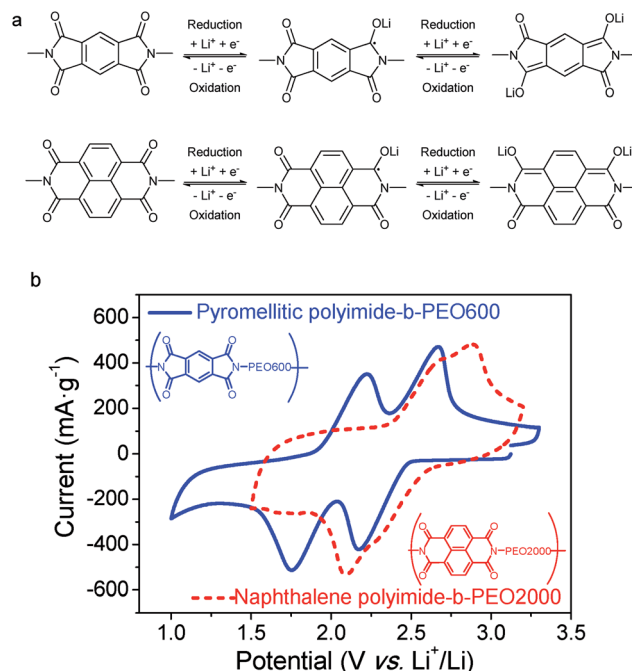 a
Reduction
+ Li⁺ + e⁻
- Li⁺ - e⁻
Oxidation
Reduction
+ Li⁺ + e⁻
- Li⁺ - e⁻
Oxidation
O O
N N
O O
O OLi
N N
O O
O OLi
N N
LiO O
Reduction
+ Li⁺ + e⁻
- Li⁺ - e⁻
Oxidation
Reduction
+ Li⁺ + e⁻
- Li⁺ - e⁻
Oxidation
O O
N N
O O
O OLi
N N
O O
LiO OLi
N N
O O
b
Pyromellitic polyimide-b-PEO600
O O
N N-PEO600
O O
O O
N N-PEO2000
O O
Naphthalene polyimide-b-PEO2000
600
400
200
0
-200
-400
-600
Current (mA·g⁻¹)
1.0 1.5 2.0 2.5 3.0 3.5
Potential (V vs. Li⁺/Li)